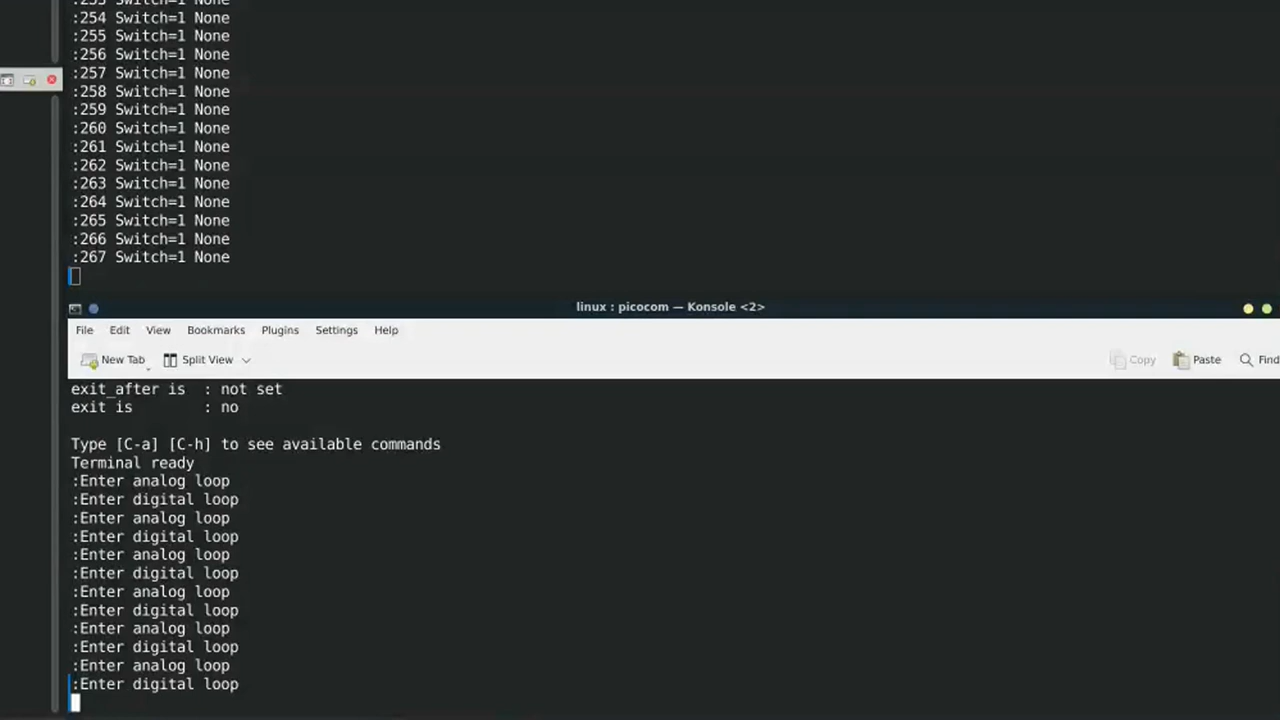 :253 Switch=1 None
:254 Switch=1 None
:255 Switch=1 None
:256 Switch=1 None
:257 Switch=1 None
:258 Switch=1 None
:259 Switch=1 None
:260 Switch=1 None
:261 Switch=1 None
:262 Switch=1 None
:263 Switch=1 None
:264 Switch=1 None
:265 Switch=1 None
:266 Switch=1 None
:267 Switch=1 None
linux : picocom — Konsole <2>
File Edit View Bookmarks Plugins Settings Help
New Tab Split View Copy Paste Find
exit_after is : not set
exit is : no
Type [C-a] [C-h] to see available commands
Terminal ready
:Enter analog loop
:Enter digital loop
:Enter analog loop
:Enter digital loop
:Enter analog loop
:Enter digital loop
:Enter analog loop
:Enter digital loop
:Enter analog loop
:Enter digital loop
:Enter analog loop
:Enter digital loop